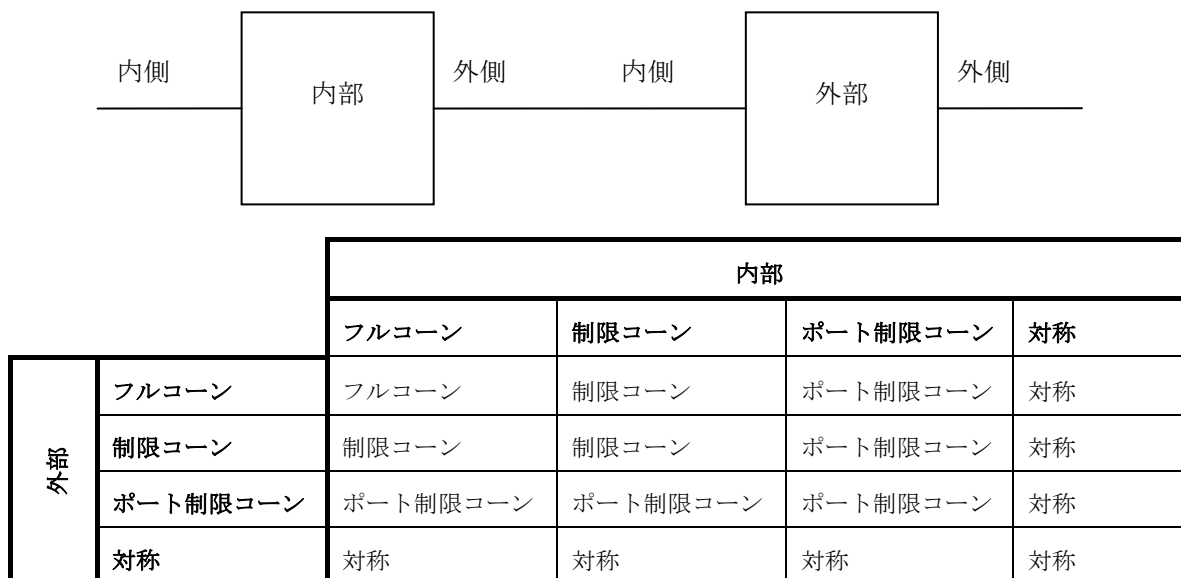 内側 内部 外側 内側 外部 外側
内部
フルコーン 制限コーン ポート制限コーン 対称
外部
フルコーン フルコーン 制限コーン ポート制限コーン 対称
制限コーン 制限コーン 制限コーン ポート制限コーン 対称
ポート制限コーン ポート制限コーン ポート制限コーン ポート制限コーン 対称
対称 対称 対称 対称 対称